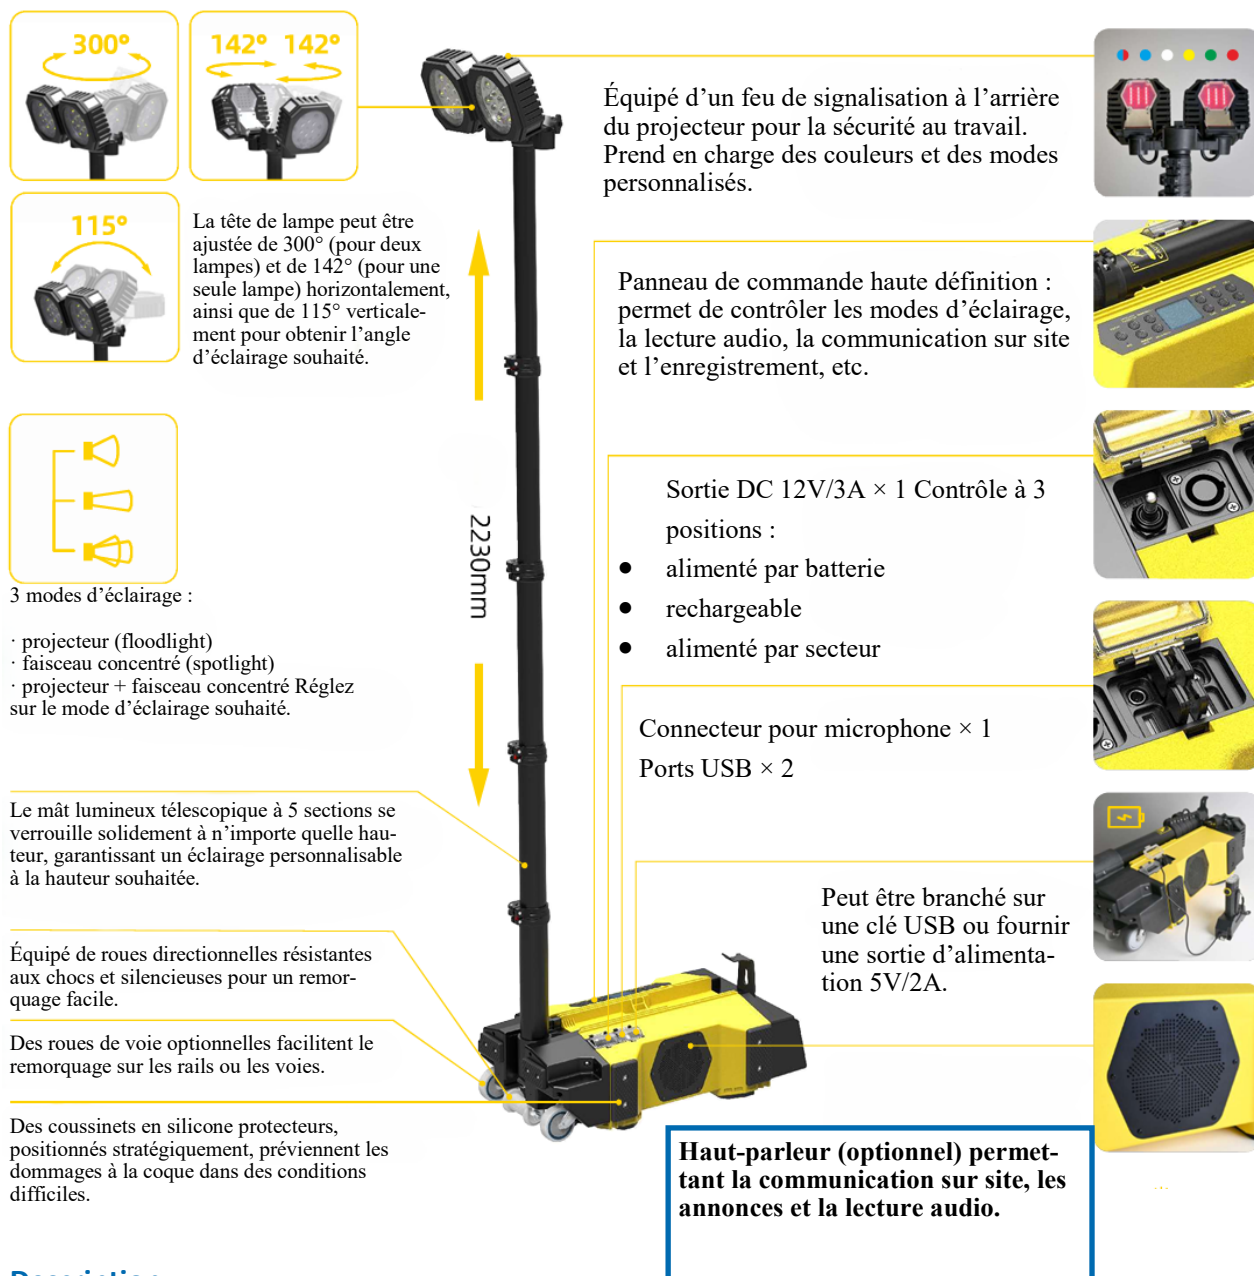 300°
142° 142°
115°
La tête de lampe peut être
ajustée de 300° (pour deux
lampes) et de 142° (pour une
seule lampe) horizontalement,
ainsi que de 115° verticale-
ment pour obtenir l’angle
d’éclairage souhaité.
3 modes d’éclairage :
· projecteur (floodlight)
· faisceau concentré (spotlight)
· projecteur + faisceau concentré Réglez
sur le mode d’éclairage souhaité.
Le mât lumineux télescopique à 5 sections se
verrouille solidement à n’importe quelle hau-
teur, garantissant un éclairage personnalisable
à la hauteur souhaitée.
Équipé de roues directionnelles résistantes
aux chocs et silencieuses pour un remor-
quage facile.
Des roues de voie optionnelles facilitent le
remorquage sur les rails ou les voies.
Des coussinets en silicone protecteurs,
positionnés stratégiquement, préviennent les
dommages à la coque dans des conditions
difficiles.
2230mm
Équipé d’un feu de signalisation à l’arrière
du projecteur pour la sécurité au travail.
Prend en charge des couleurs et des modes
personnalisés.
Panneau de commande haute définition :
permet de contrôler les modes d’éclairage,
la lecture audio, la communication sur site
et l’enregistrement, etc.
Sortie DC 12V/3A × 1 Contrôle à 3
positions :
● alimenté par batterie
● rechargeable
● alimenté par secteur
Connecteur pour microphone × 1
Ports USB × 2
Peut être branché sur
une clé USB ou fournir
une sortie d’alimenta-
tion 5V/2A.
Haut-parleur (optionnel) permet-
tant la communication sur site, les
annonces et la lecture audio.
Description